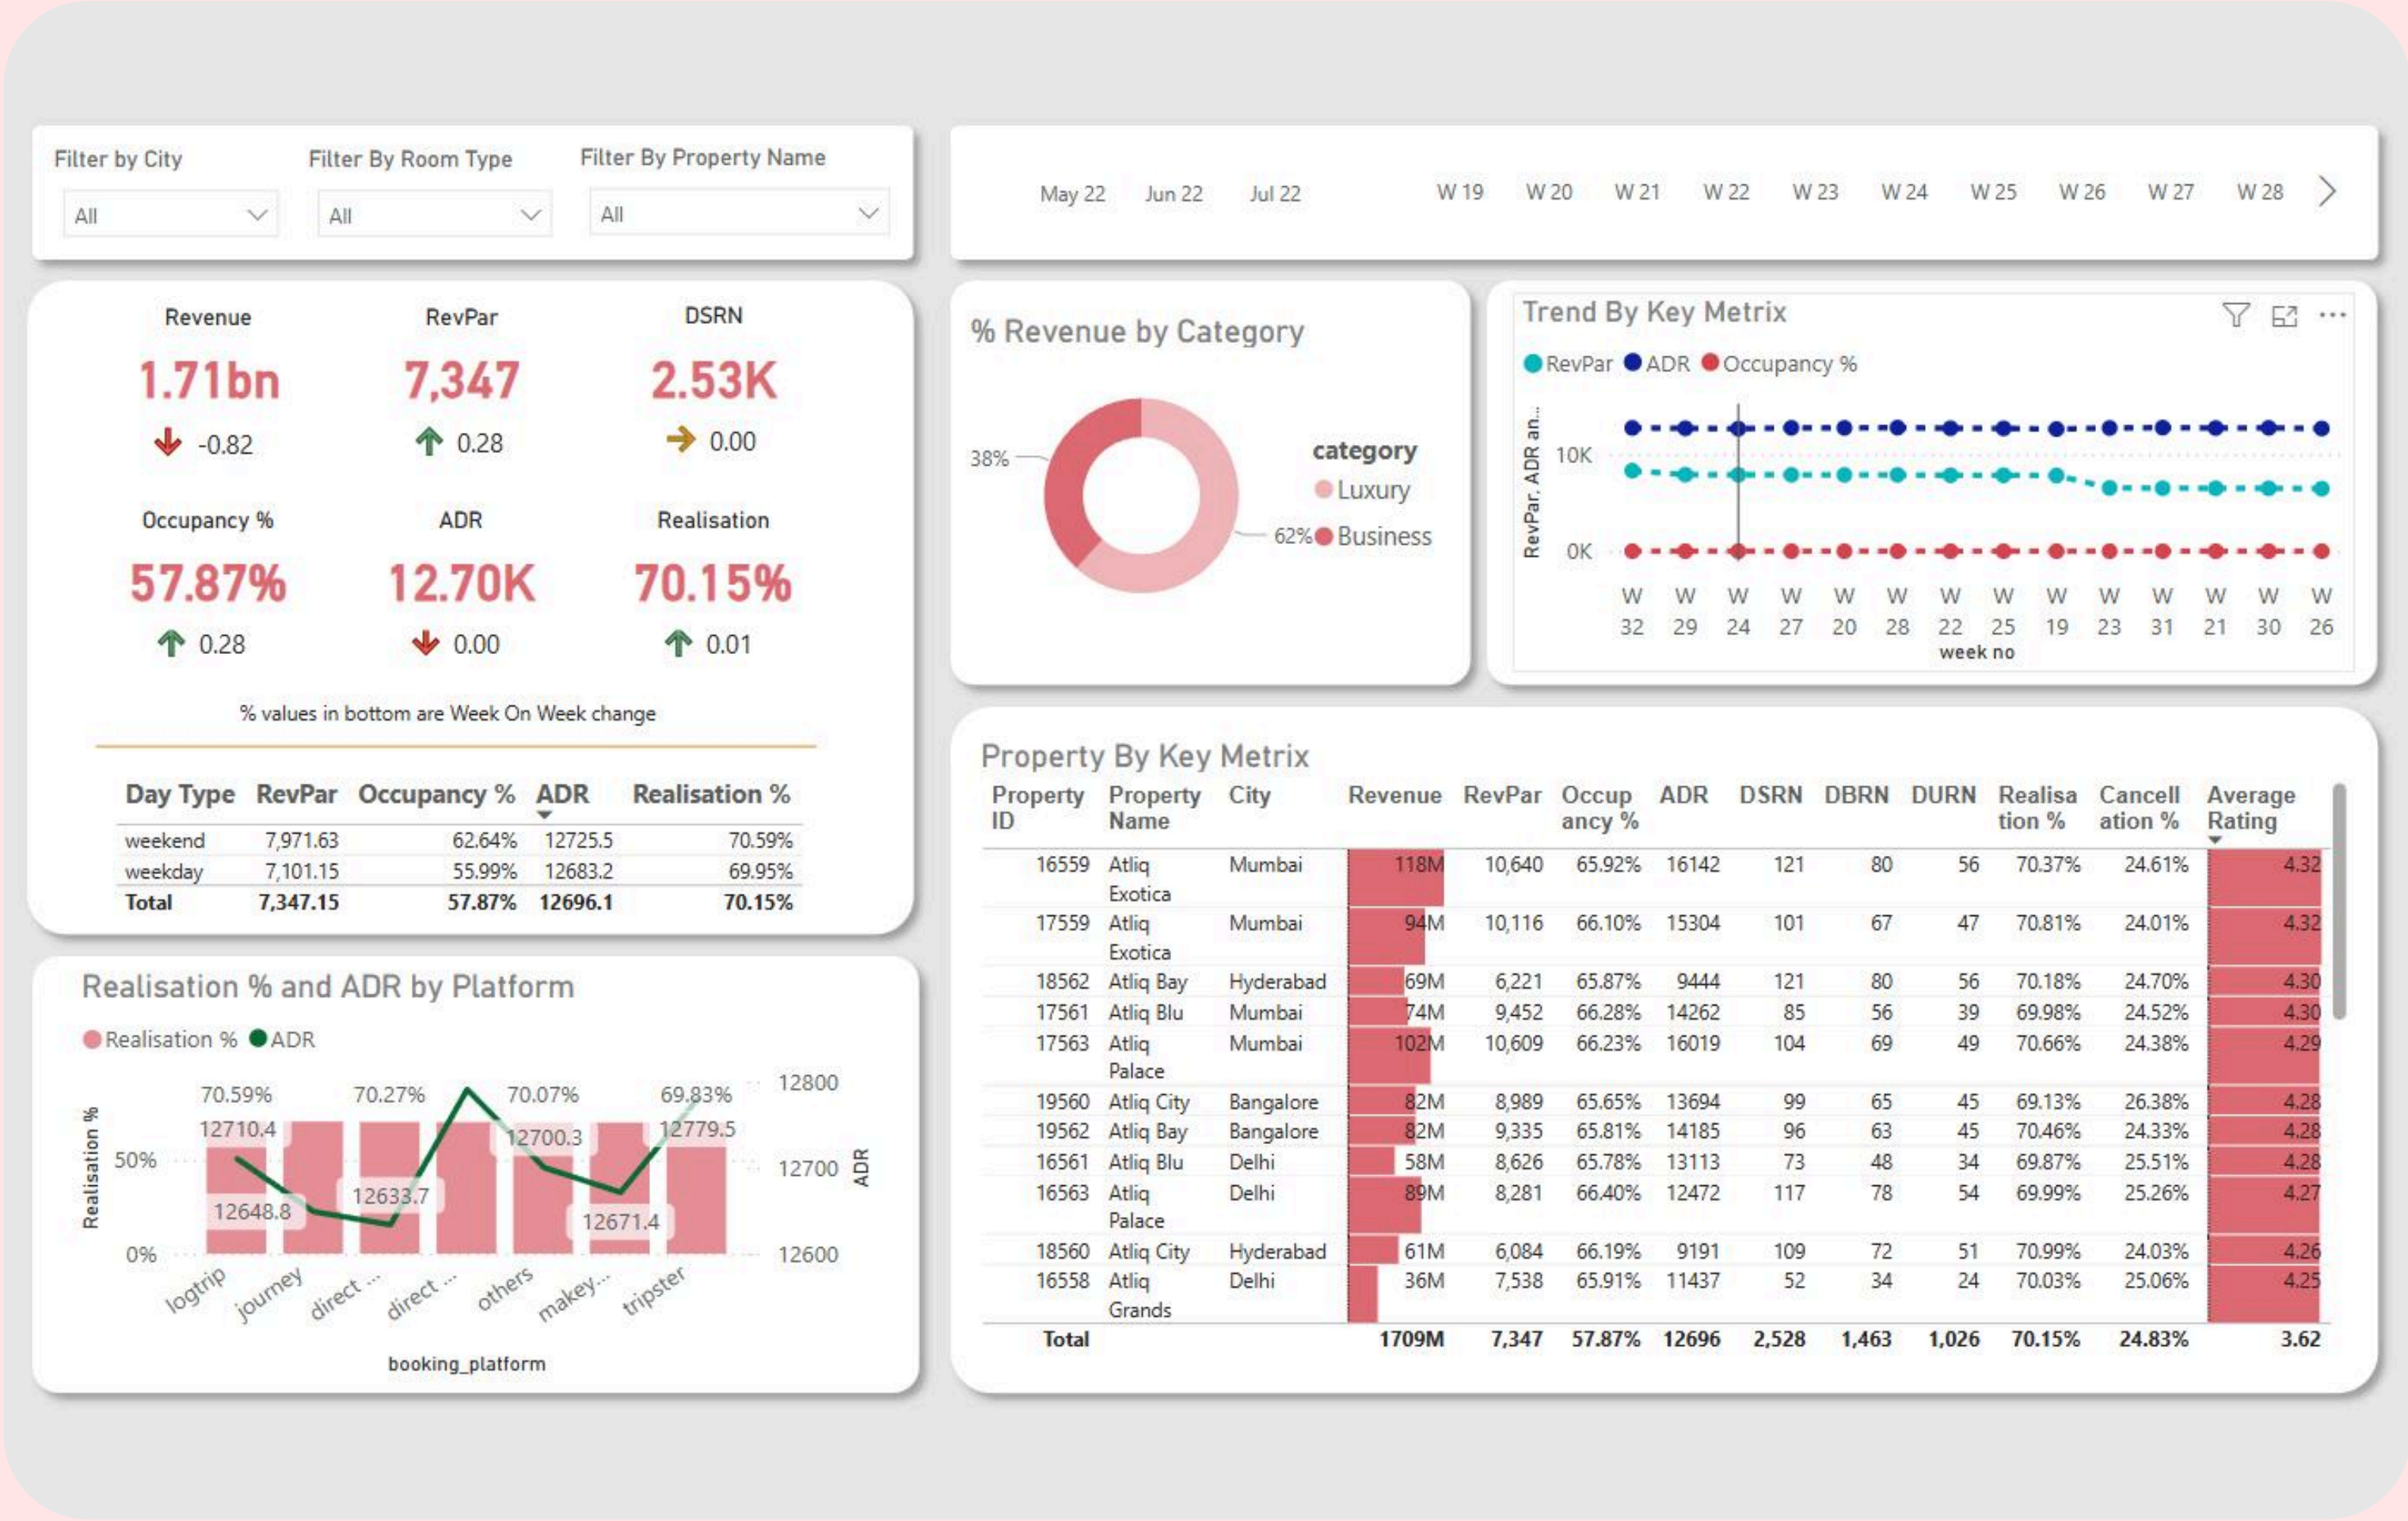 Filter by City
Filter By Room Type
Filter By Property Name
All
All
All
May 22 Jun 22 Jul 22
W 19 W 20 W 21 W 22 W 23 W 24 W 25 W 26 W 27 W 28
Revenue RevPar DSRN
1.71bn 7,347 2.53K
-0.82 0.28 0.00
Occupancy % ADR Realisation
57.87% 12.70K 70.15%
0.28 0.00 0.01
% values in bottom are Week On Week change
Day Type RevPar Occupancy % ADR Realisation %
weekend 7,971.63 62.64% 12725.5 70.59%
weekday 7,101.15 55.99% 12683.2 69.95%
Total 7,347.15 57.87% 12696.1 70.15%
% Revenue by Category
38%
62%
category
Luxury
Business
Trend By Key Metrix
RevPar ADR Occupancy %
RevPar, ADR an...
10K
0K
W W W W W W W W W W W W W W
32 29 24 27 20 28 22 25 19 23 31 21 30 26
week no
Realisation % and ADR by Platform
Realisation % ADR
Realisation %
50%
0%
70.59% 70.27% 70.07% 69.83%
12710.4 12700.3 12779.5
12648.8 12633.7 12671.4
12800
12700
12600
ADR
logtrip journey direct ... direct ... others makey... tripster
booking_platform
Property By Key Metrix
Property ID Property Name City Revenue RevPar Occup ADR DSRN DBRN DURN Realisa Cancell Average
ancy % tion % ation % Rating
16559 Atliq Mumbai 118M 10,640 65.92% 16142 121 80 56 70.37% 24.61% 4.32
Exotica
17559 Atliq Mumbai 94M 10,116 66.10% 15304 101 67 47 70.81% 24.01% 4.32
Exotica
18562 Atliq Bay Hyderabad 69M 6,221 65.87% 9444 121 80 56 70.18% 24.70% 4.30
17561 Atliq Blu Mumbai 74M 9,452 66.28% 14262 85 56 39 69.98% 24.52% 4.30
17563 Atliq Mumbai 102M 10,609 66.23% 16019 104 69 49 70.66% 24.38% 4.29
Palace
19560 Atliq City Bangalore 82M 8,989 65.65% 13694 99 65 45 69.13% 26.38% 4.28
19562 Atliq Bay Bangalore 82M 9,335 65.81% 14185 96 63 45 70.46% 24.33% 4.28
16561 Atliq Blu Delhi 58M 8,626 65.78% 13113 73 48 34 69.87% 25.51% 4.28
16563 Atliq Delhi 89M 8,281 66.40% 12472 117 78 54 69.99% 25.26% 4.27
Palace
18560 Atliq City Hyderabad 61M 6,084 66.19% 9191 109 72 51 70.99% 24.03% 4.26
16558 Atliq Delhi 36M 7,538 65.91% 11437 52 34 24 70.03% 25.06% 4.25
Grands
Total 1709M 7,347 57.87% 12696 2,528 1,463 1,026 70.15% 24.83% 3.62